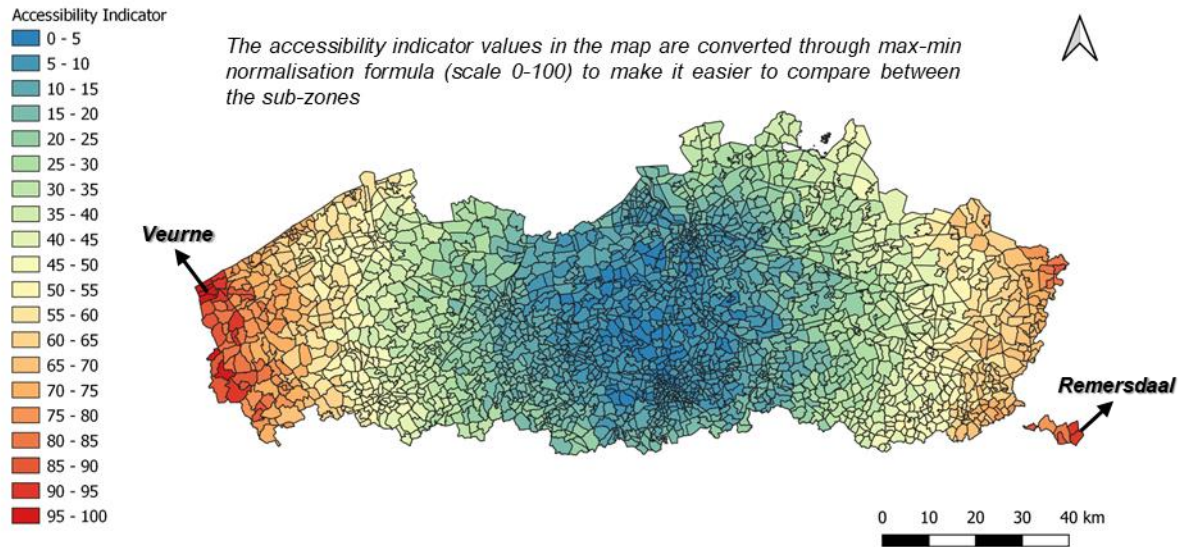 Accessibility Indicator
0 - 5
5 - 10
10 - 15
15 - 20
20 - 25
25 - 30
30 - 35
35 - 40
40 - 45
45 - 50
50 - 55
55 - 60
60 - 65
65 - 70
70 - 75
75 - 80
80 - 85
85 - 90
90 - 95
95 - 100
The accessibility indicator values in the map are converted through max-min
normalisation formula (scale 0-100) to make it easier to compare between
the sub-zones
Veurne
Remersdaal
0 10 20 30 40 km